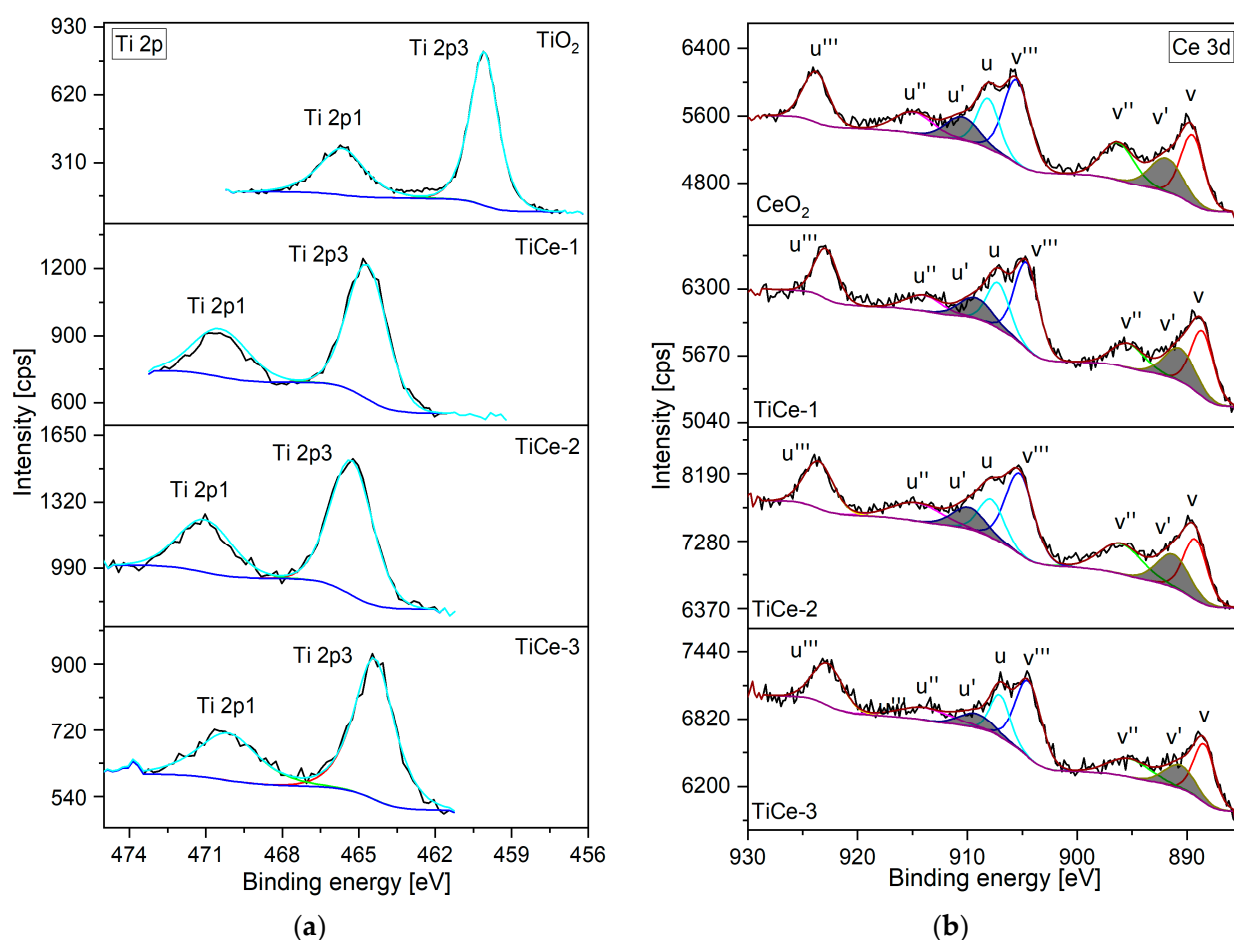 Ti 2p
TiO2
Ti 2p3
Ti 2p1
930
620
310
TiCe-1
Ti 2p3
Ti 2p1
1200
900
600
TiCe-2
Ti 2p3
Ti 2p1
1650
1320
990
TiCe-3
Ti 2p3
Ti 2p1
900
720
540
Intensity [cps]
474 471 468 465 462 459 456
Binding energy [eV]
(a)
Ce 3d
u''' u'' u' u v''' v'' v' v
6400
5600
4800
CeO2
u''' u'' u' u v''' v'' v' v
6300
5670
5040
TiCe-1
u''' u'' u' u v''' v'' v' v
8190
7280
6370
TiCe-2
u''' u'' u' u v''' v'' v' v
7440
6820
6200
TiCe-3
Intensity [cps]
930 920 910 900 890
Binding energy [eV]
(b)